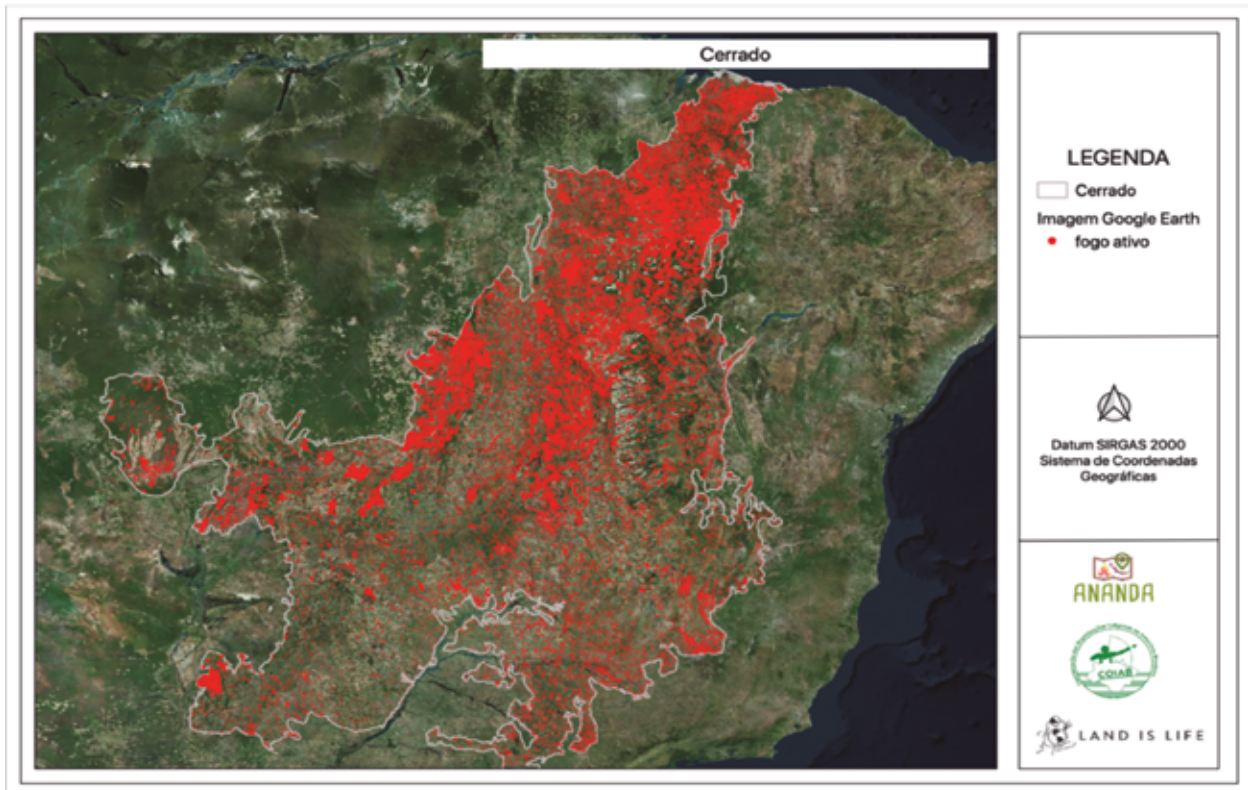 Cerrado
LEGENDA
Cerrado
Imagem Google Earth
fogo ativo
Datum SIRGAS 2000
Sistema de Coordenadas
Geográficas
ANANDA
COIAB
LAND IS LIFE